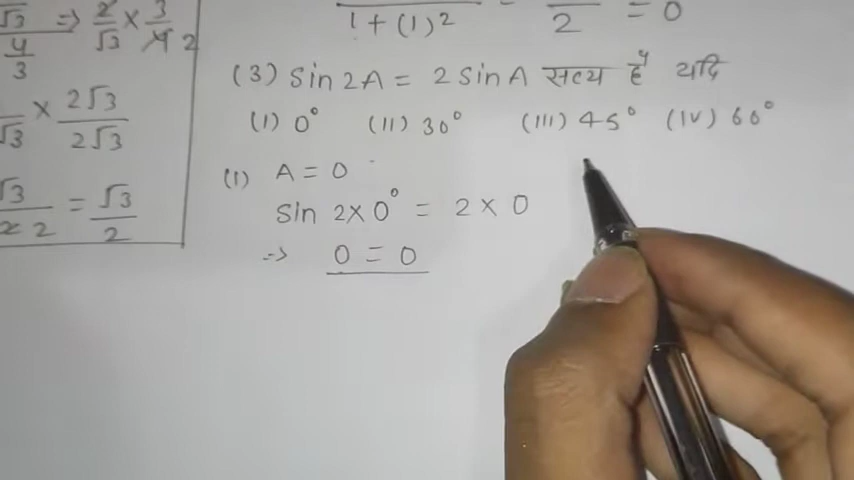 √3/(4/3) => 2/√3 × 3/4 2
√3 × 2√3/2√3
√3/×2 = √3/2
1+(1)² 2 = 0
(3) Sin 2A = 2 Sin A सत्य है यदि
(I) 0° (II) 30° (III) 45° (IV) 60°
(1) A = 0
Sin 2×0° = 2 × 0
=> 0 = 0